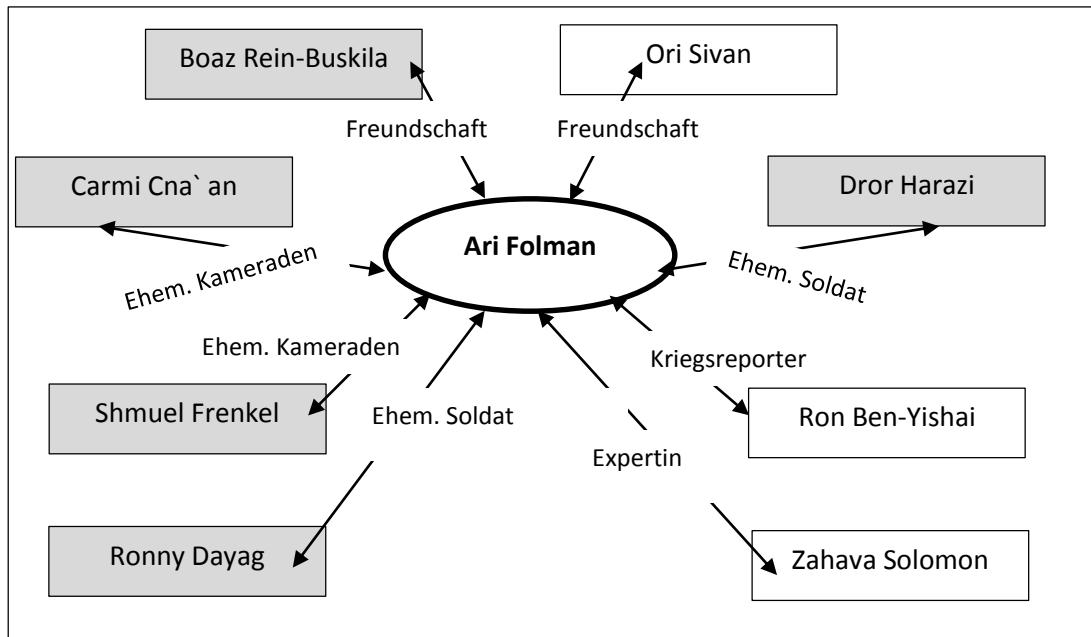 Boaz Rein-Buskila
Ori Sivan
Freundschaft
Freundschaft
Carmi Cna` an
Dror Harazi
Ari Folman
Ehem. Kameraden
Ehem. Soldat
Ehem. Kameraden
Kriegsreporter
Shmuel Frenkel
Ehem. Soldat
Ron Ben-Yishai
Expertin
Ronny Dayag
Zahava Solomon